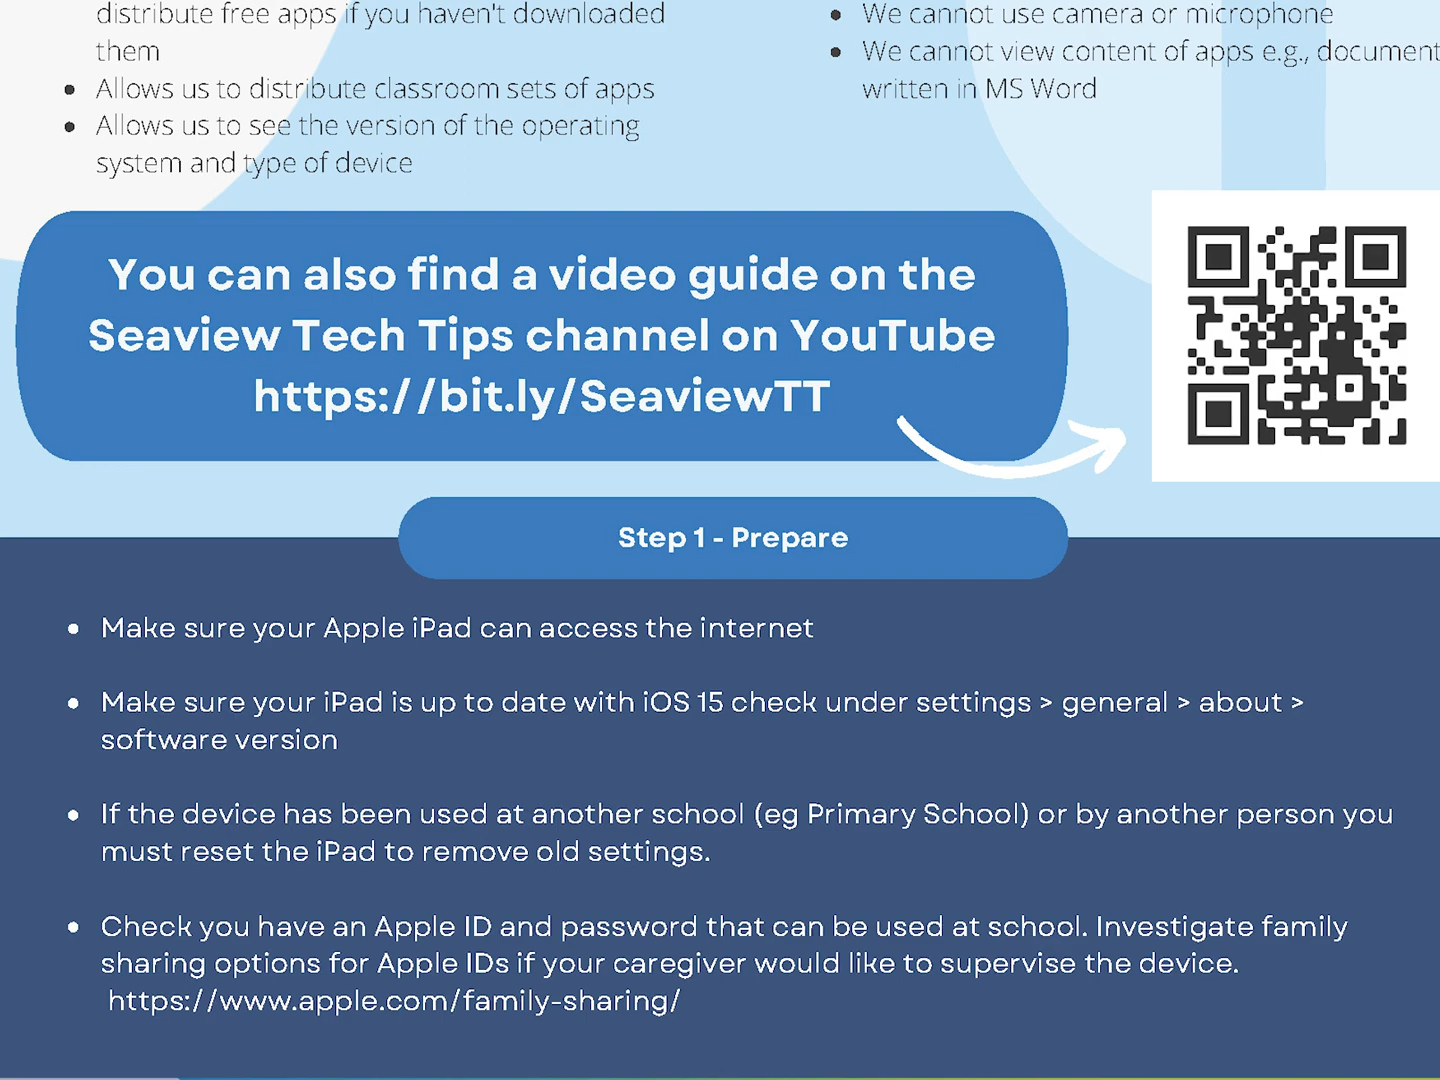 distribute free apps if you haven't downloaded
them
• Allows us to distribute classroom sets of apps
• Allows us to see the version of the operating
system and type of device
• We cannot use camera or microphone
• We cannot view content of apps e.g., document
written in MS Word
You can also find a video guide on the
Seaview Tech Tips channel on YouTube
https://bit.ly/SeaviewTT
Step 1 - Prepare
• Make sure your Apple iPad can access the internet
• Make sure your iPad is up to date with iOS 15 check under settings > general > about >
software version
• If the device has been used at another school (eg Primary School) or by another person you
must reset the iPad to remove old settings.
• Check you have an Apple ID and password that can be used at school. Investigate family
sharing options for Apple IDs if your caregiver would like to supervise the device.
https://www.apple.com/family-sharing/